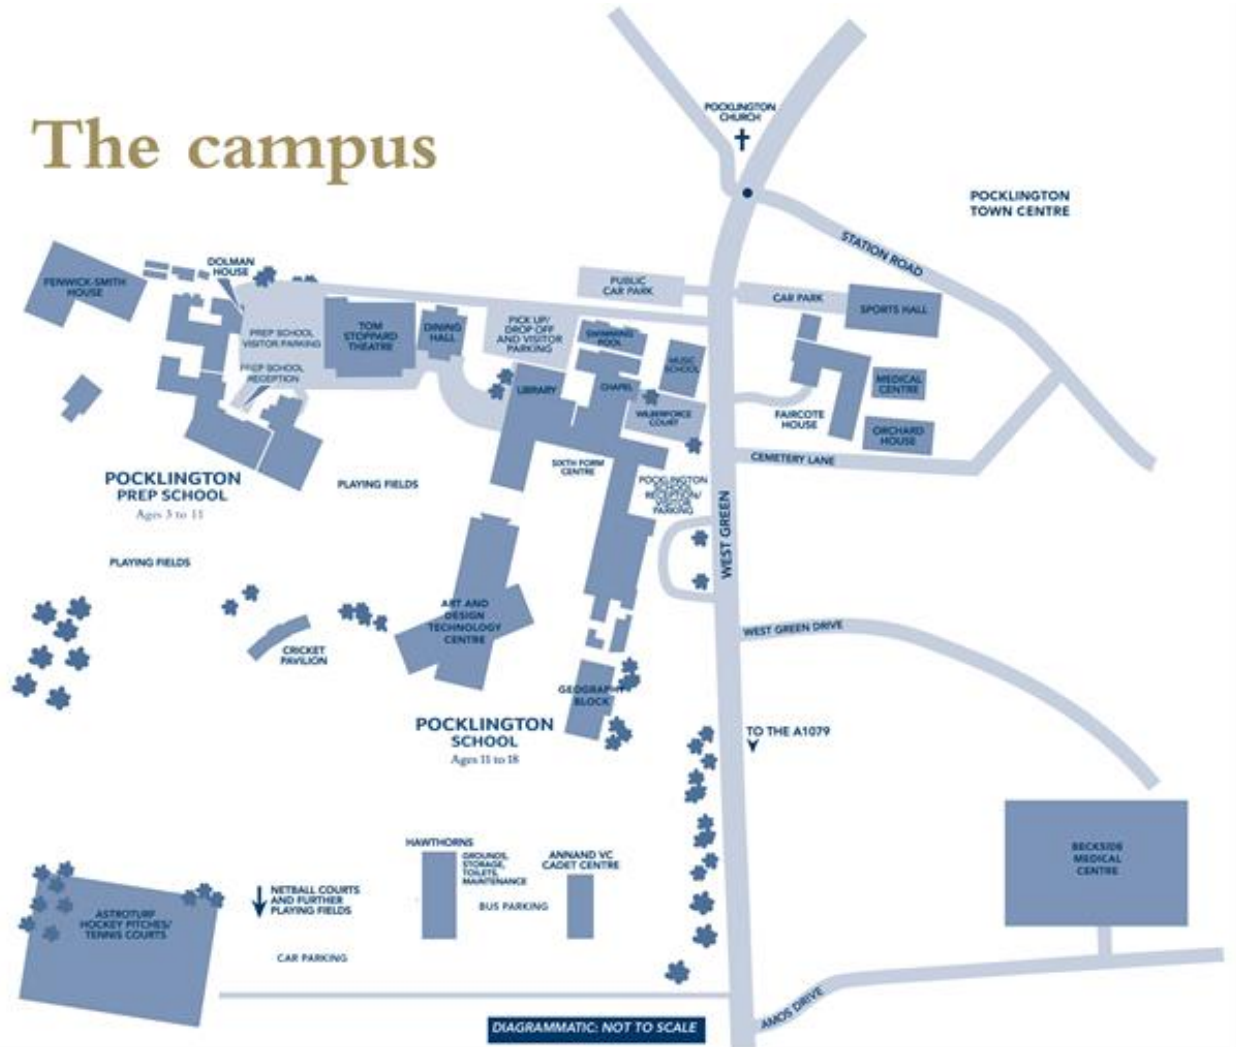 The campus
POCKLINGTON
CHURCH
POCKLINGTON
TOWN CENTRE
STATION ROAD
DOLMAN
HOUSE
FENWICK-SMITH
HOUSE
PUBLIC
CAR PARK
CAR PARK
SPORTS HALL
PREP SCHOOL
VISITOR PARKING
TOM
STOPPARD
THEATRE
DINING
HALL
PICK UP/
DROP OFF
AND VISITOR
PARKING
SWIMMING
POOL
MUSIC
SCHOOL
PREP SCHOOL
RECEPTION
LIBRARY
CHAPEL
MEDICAL
CENTRE
WILBERFORCE
COURT
FAIRCOTE
HOUSE
ORCHARD
HOUSE
CEMETERY LANE
SIXTH FORM
CENTRE
POCKLINGTON
PREP SCHOOL
Ages 3 to 11
PLAYING FIELDS
POCKLINGTON
SCHOOL
RECEPTION/
VISITOR
PARKING
WEST GREEN
PLAYING FIELDS
ART AND
DESIGN
TECHNOLOGY
CENTRE
WEST GREEN DRIVE
CRICKET
PAVILION
GEOGRAPHY
BLOCK
POCKLINGTON
SCHOOL
Ages 11 to 18
TO THE A1079
HAWTHORNS
GROUNDS,
STORAGE,
TOILETS,
MAINTENANCE
ANNAND VC
CADET CENTRE
BUS PARKING
BECKSIDE
MEDICAL
CENTRE
NETBALL COURTS
AND FURTHER
PLAYING FIELDS
ASTROTURF
HOCKEY PITCHES/
TENNIS COURTS
CAR PARKING
AMOS DRIVE
DIAGRAMMATIC: NOT TO SCALE